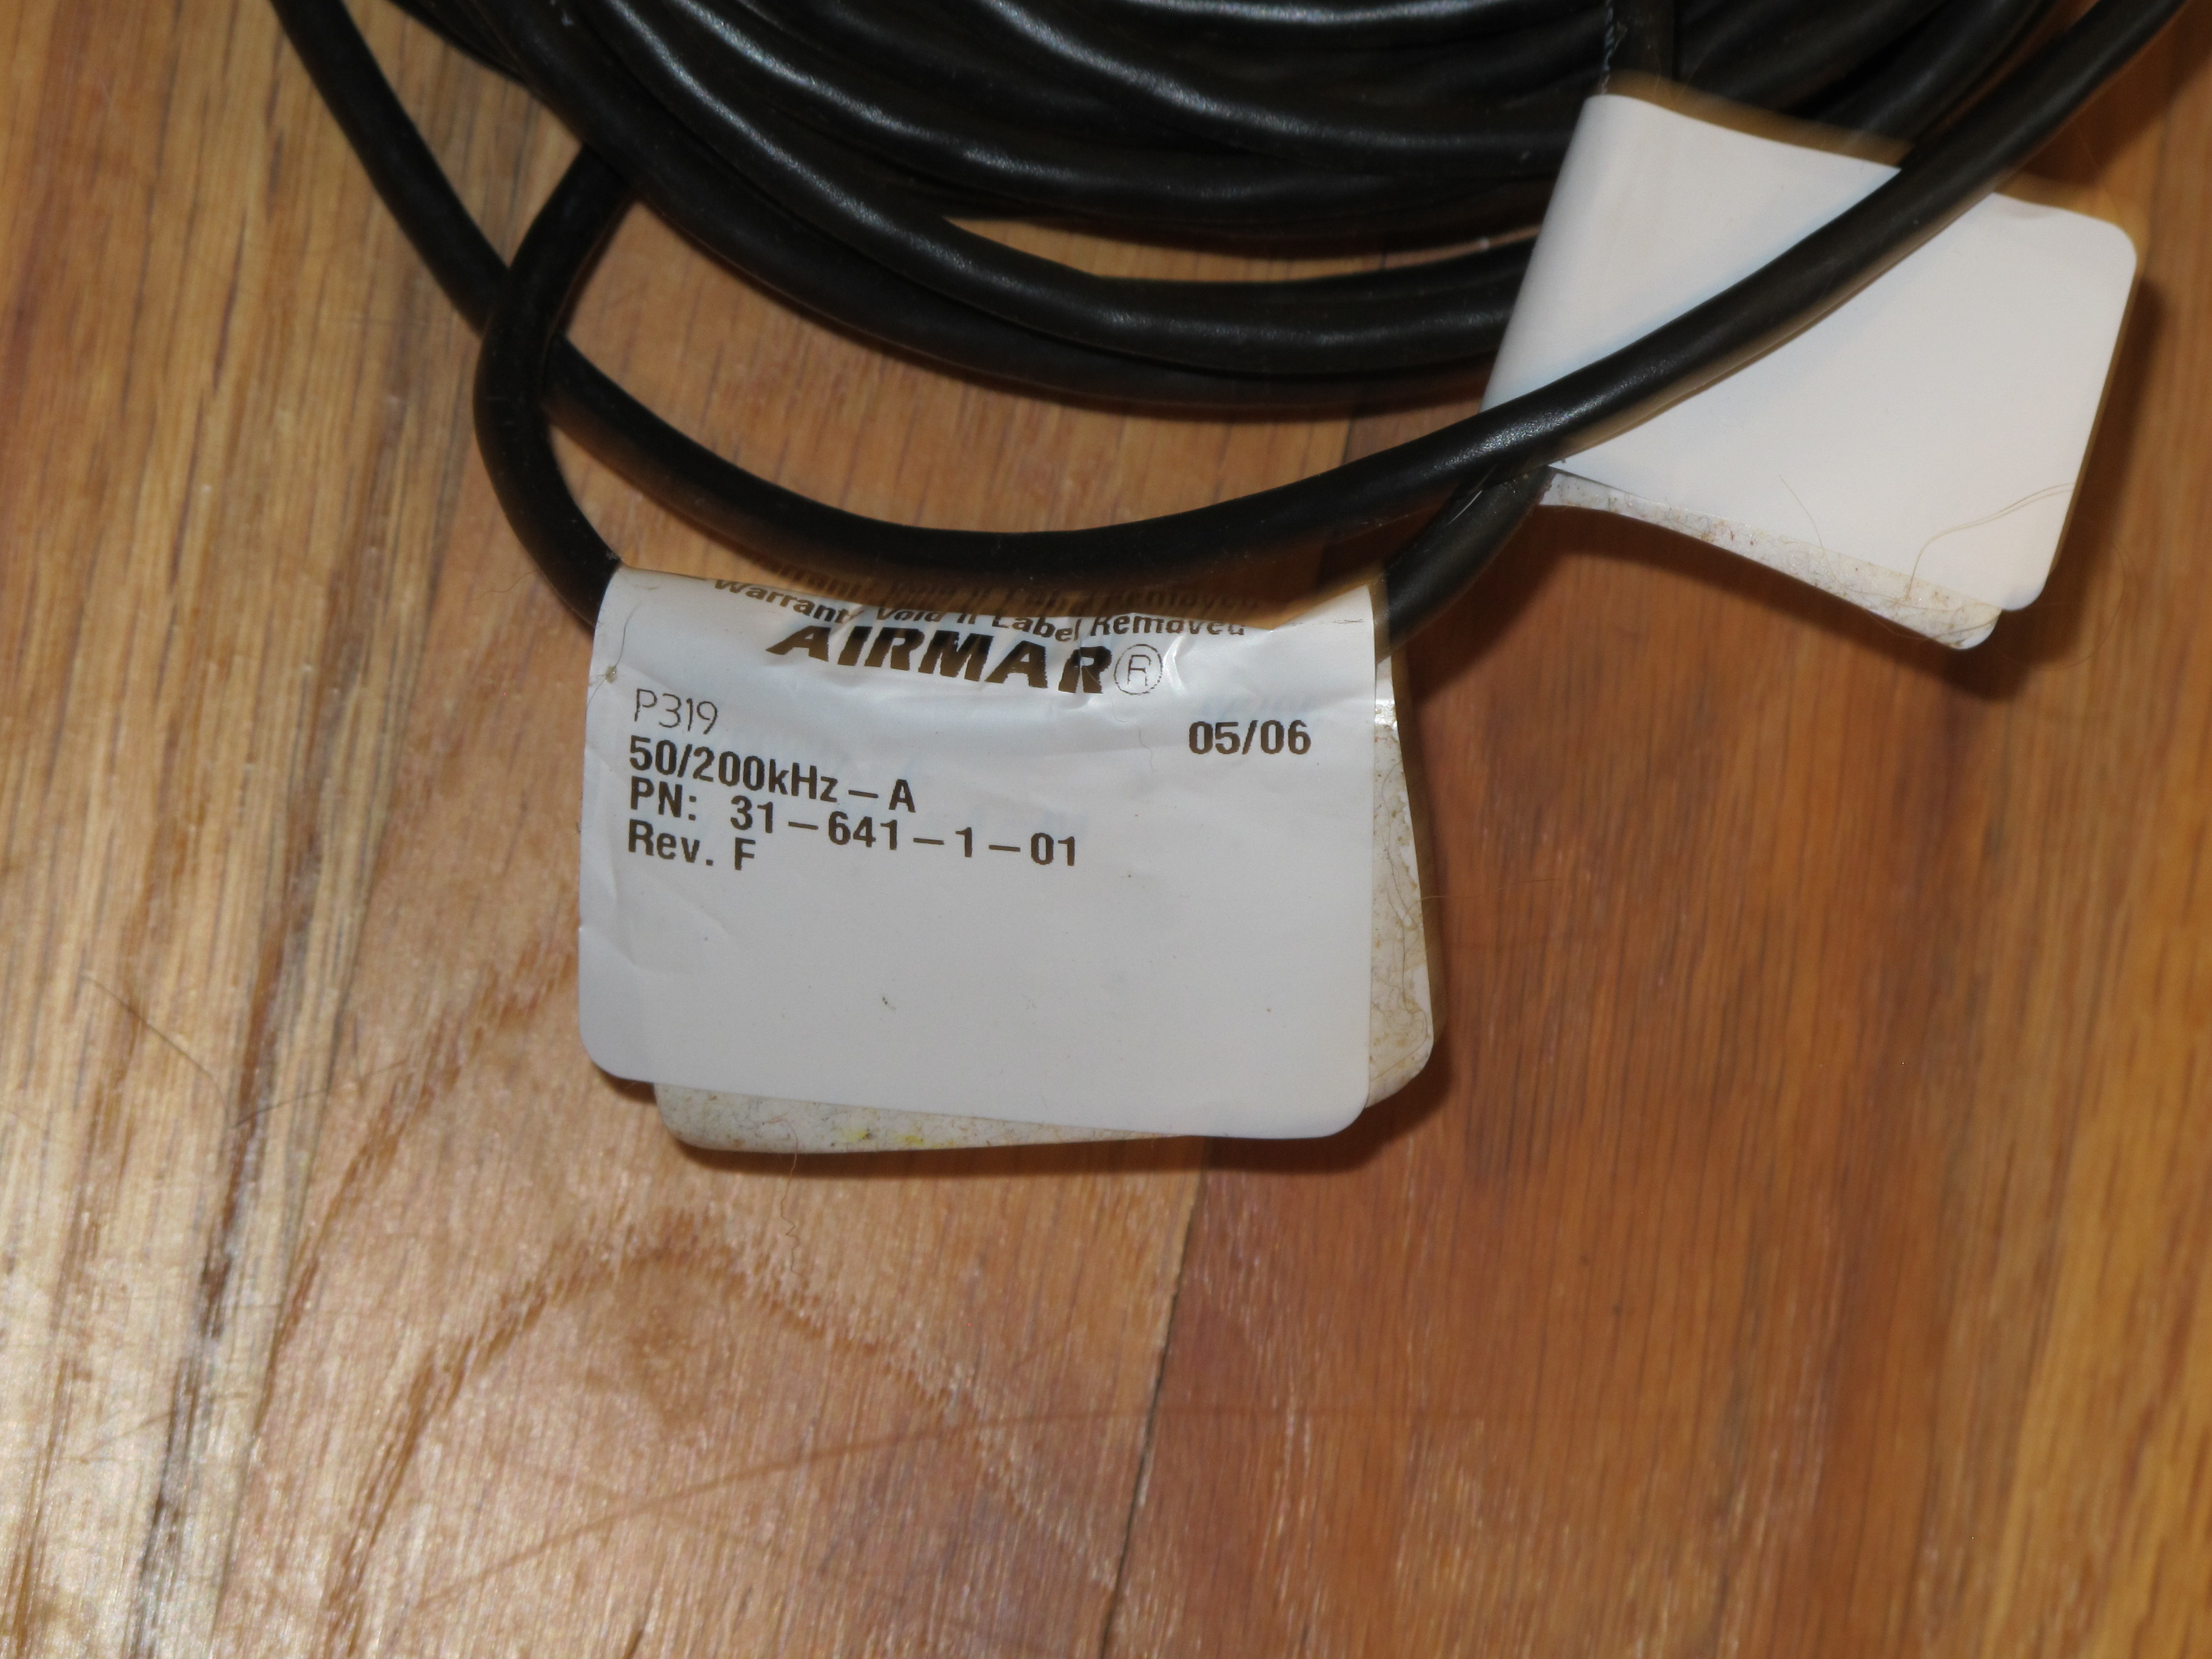 Warranty Void If Label Removed
AIRMAR®
P319
05/06
50/200kHz-A
PN: 31-641-1-01
Rev. F